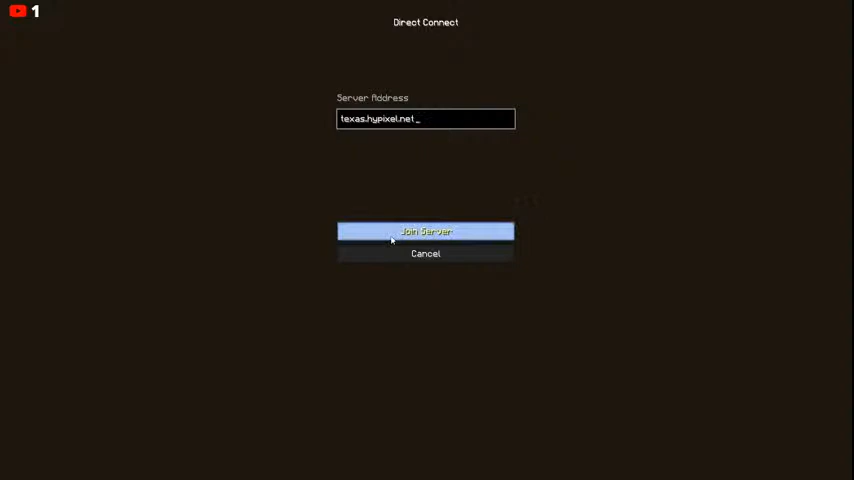 1
Direct Connect
Server Address
texas.hypixel.net_
Join Server
Cancel